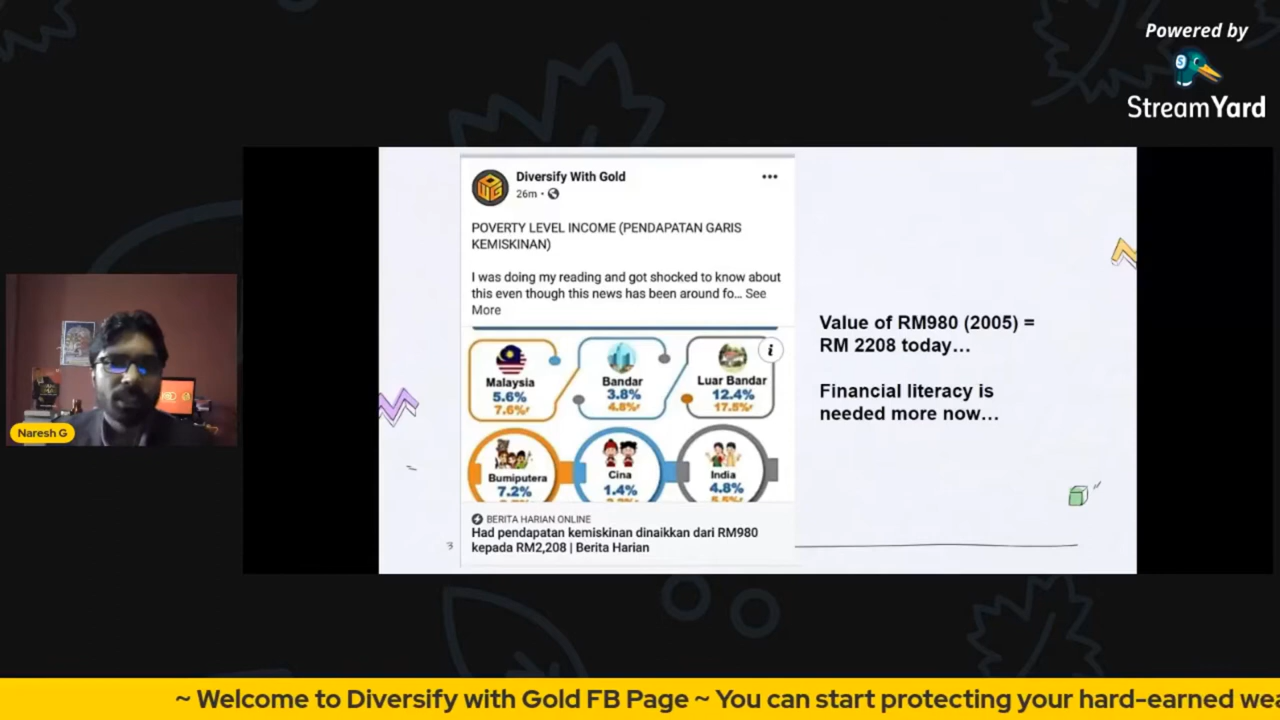 Powered by
StreamYard
Diversify With Gold
26m
POVERTY LEVEL INCOME (PENDAPATAN GARIS
KEMISKINAN)
I was doing my reading and got shocked to know about
this even though this news has been around fo... See
More
Malaysia
5.6%
7.6%
Bandar
3.8%
4.8%
Luar Bandar
12.4%
17.5%
i
Bumiputera
7.2%
Cina
1.4%
India
4.8%
BERITA HARIAN ONLINE
Had pendapatan kemiskinan dinaikkan dari RM980
kepada RM2,208 | Berita Harian
3
Value of RM980 (2005) =
RM 2208 today...
Financial literacy is
needed more now...
Naresh G
~ Welcome to Diversify with Gold FB Page ~ You can start protecting your hard-earned wea